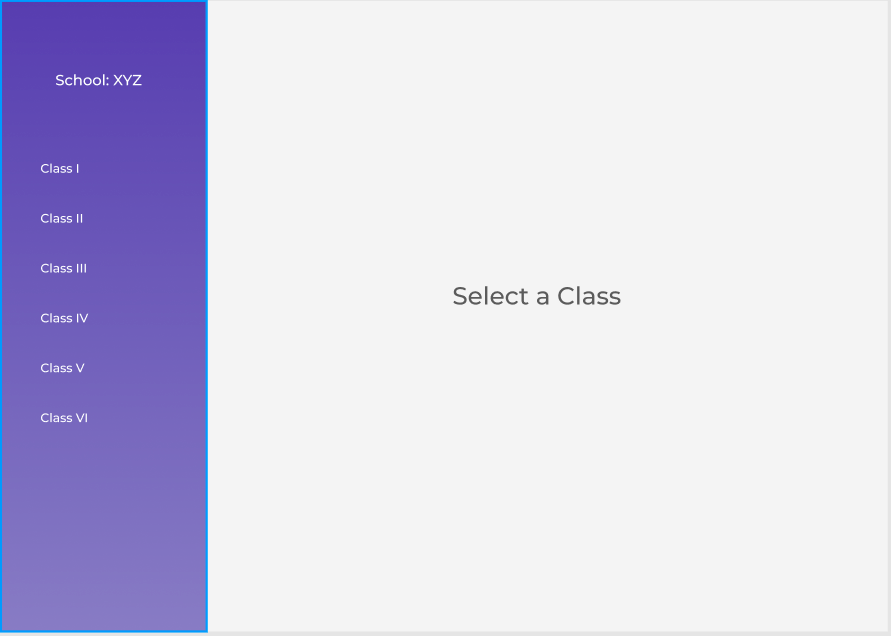 School: XYZ
Class I
Class II
Class III
Class IV
Class V
Class VI
Select a Class